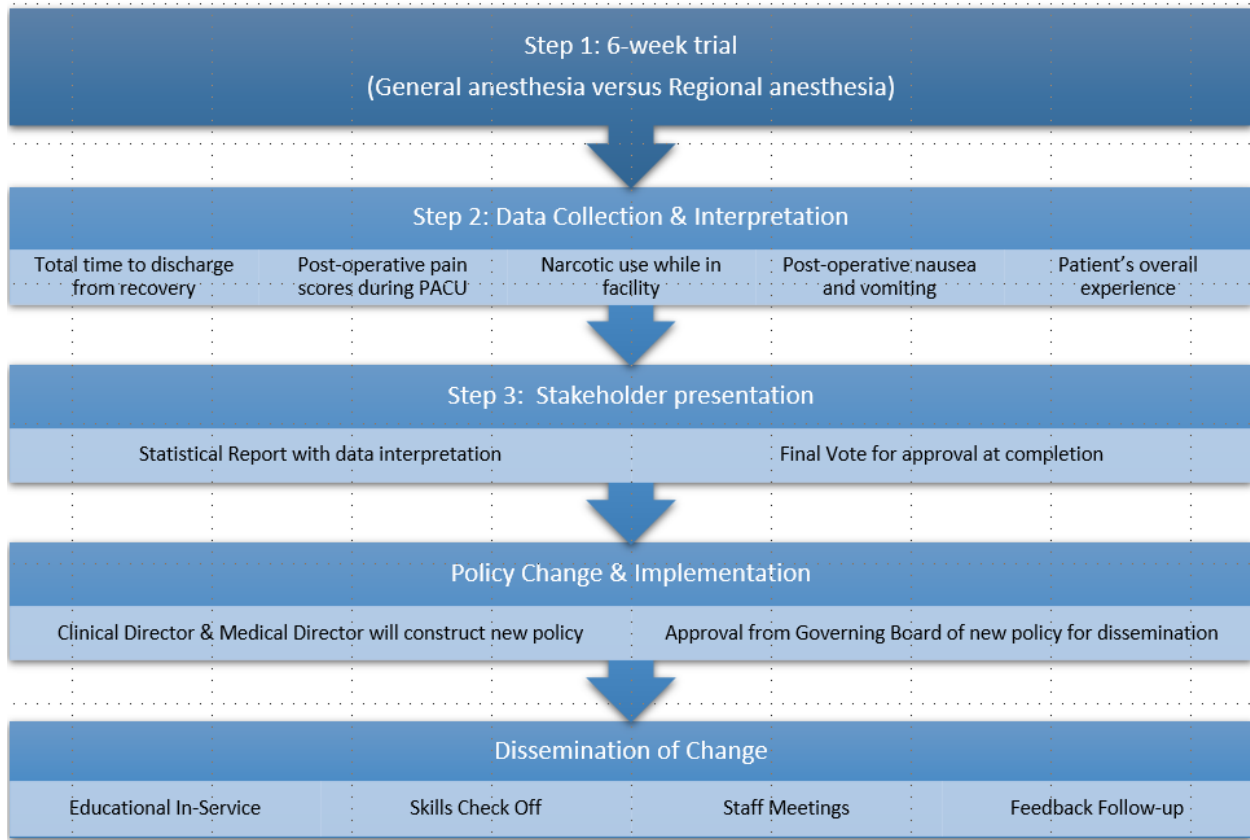 Step 1: 6-week trial
(General anesthesia versus Regional anesthesia)
Step 2: Data Collection & Interpretation
Total time to discharge
from recovery
Post-operative pain
scores during PACU
Narcotic use while in
facility
Post-operative nausea
and vomiting
Patient's overall
experience
Step 3:  Stakeholder presentation
Statistical Report with data interpretation
Final Vote for approval at completion
Policy Change & Implementation
Clinical Director & Medical Director will construct new policy
Approval from Governing Board of new policy for dissemination
Dissemination of Change
Educational In-Service
Skills Check Off
Staff Meetings
Feedback Follow-up